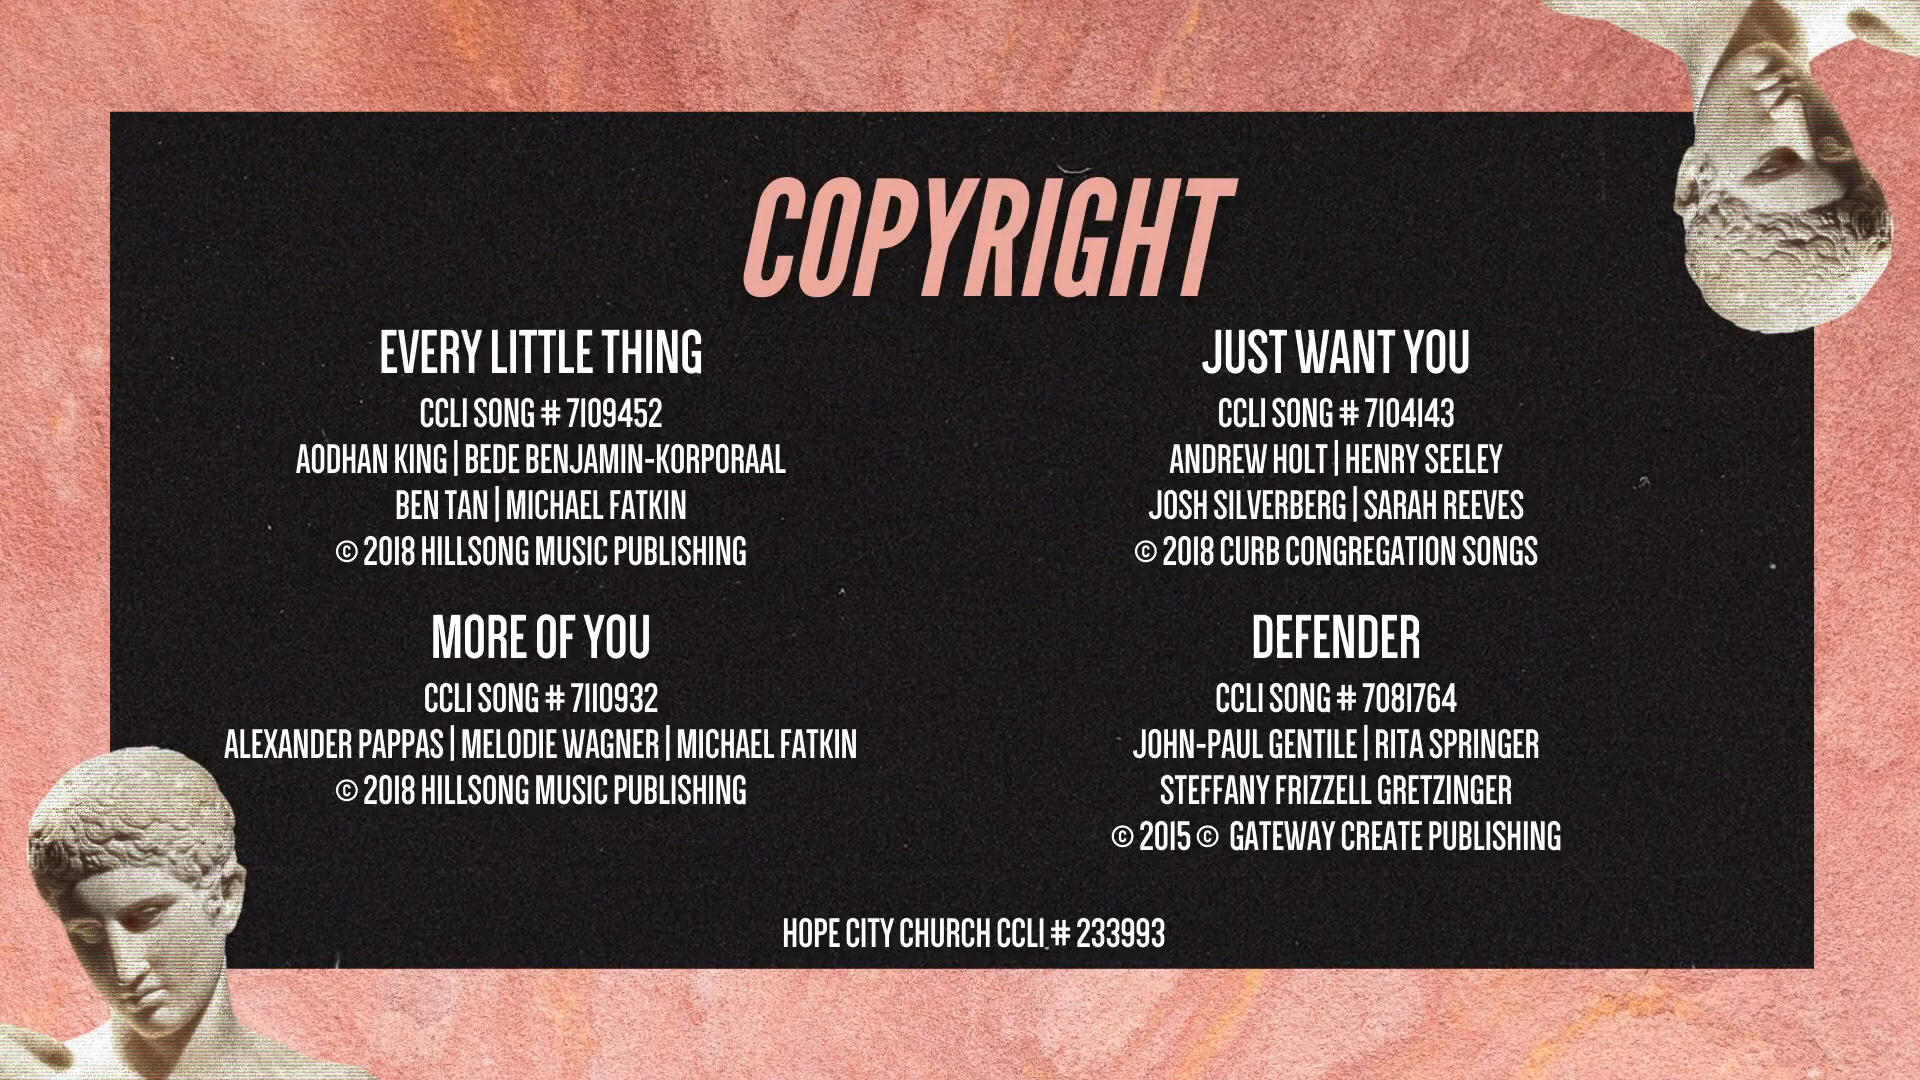 COPYRIGHT
EVERY LITTLE THING
CCLI SONG # 7109452
AODHAN KING | BEDE BENJAMIN-KORPORAAL
BEN TAN | MICHAEL FATKIN
© 2018 HILLSONG MUSIC PUBLISHING
JUST WANT YOU
CCLI SONG # 7104143
ANDREW HOLT | HENRY SEELEY
JOSH SILVERBERG | SARAH REEVES
© 2018 CURB CONGREGATION SONGS
MORE OF YOU
CCLI SONG # 7110932
ALEXANDER PAPPAS | MELODIE WAGNER | MICHAEL FATKIN
© 2018 HILLSONG MUSIC PUBLISHING
DEFENDER
CCLI SONG # 7081764
JOHN-PAUL GENTILE | RITA SPRINGER
STEFFANY FRIZZELL GRETZINGER
© 2015 © GATEWAY CREATE PUBLISHING
HOPE CITY CHURCH CCLI # 233993